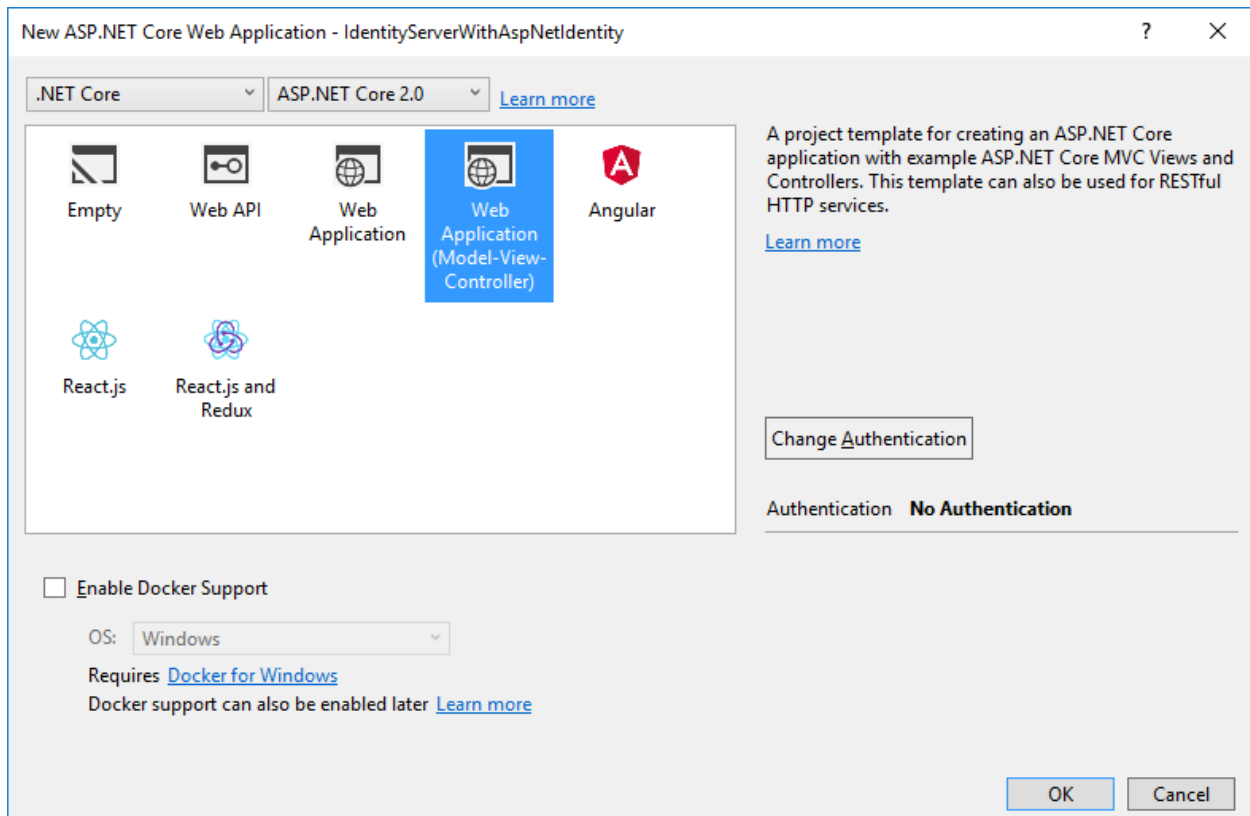 New ASP.NET Core Web Application - IdentityServerWithAspNetIdentity
.NET Core
ASP.NET Core 2.0
Learn more
Empty
Web API
Web
Application
Web
Application
(Model-View-
Controller)
Angular
React.js
React.js and
Redux
A project template for creating an ASP.NET Core
application with example ASP.NET Core MVC Views and
Controllers. This template can also be used for RESTful
HTTP services.
Learn more
Change Authentication
Authentication No Authentication
Enable Docker Support
OS: Windows
Requires Docker for Windows
Docker support can also be enabled later Learn more
OK
Cancel